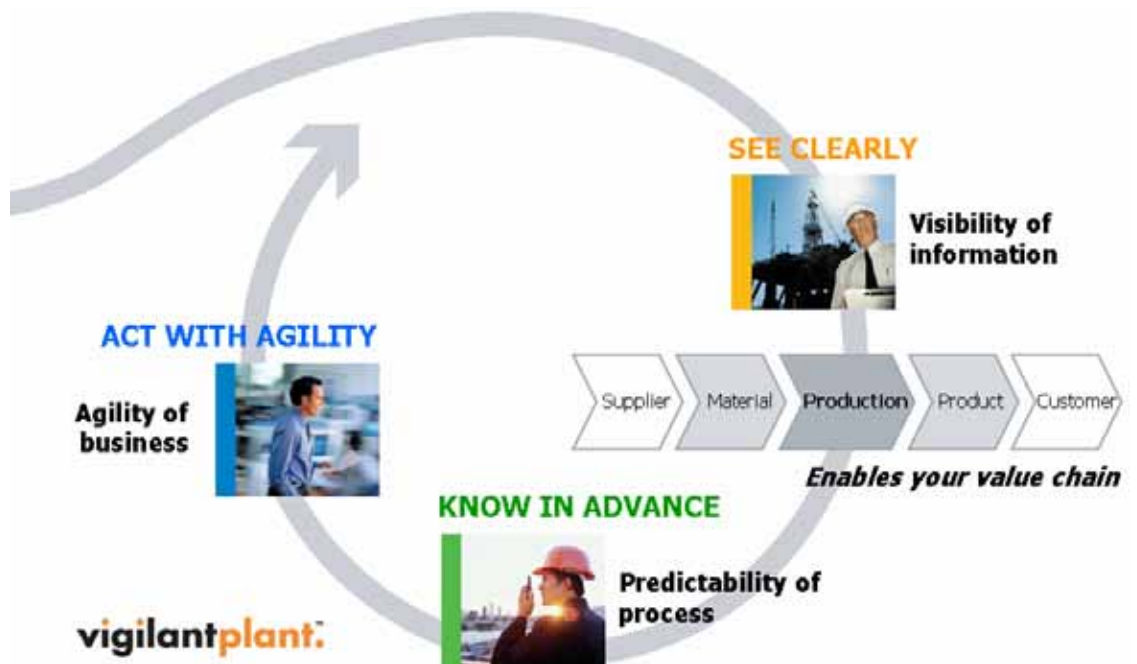 SEE CLEARLY
Visibility of
information
ACT WITH AGILITY
Agility of
business
Supplier
Material
Production
Product
Customer
Enables your value chain
KNOW IN ADVANCE
Predictability of
process
vigilantplant.™